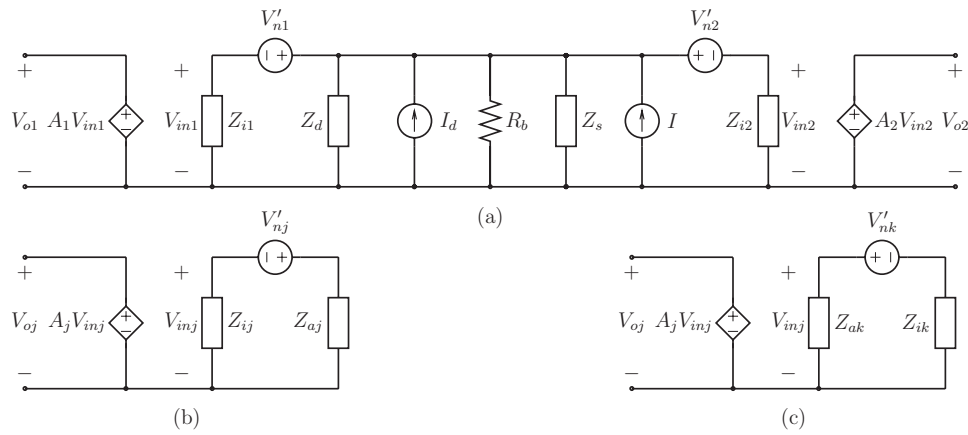 V'n1 V'n2
+ + − + + − + +
Vo1 A1Vin1 + − Vin1 Zi1 Zd Id Rb Zs I Zi2 Vin2 + − A2Vin2 Vo2
− − − −
(a)
V'nj V'nk
+ + − + + + + −
Voj AjVinj + − Vinj Zij Zaj Voj AjVinj + − Vinj Zak Zik
− − − −
(b) (c)